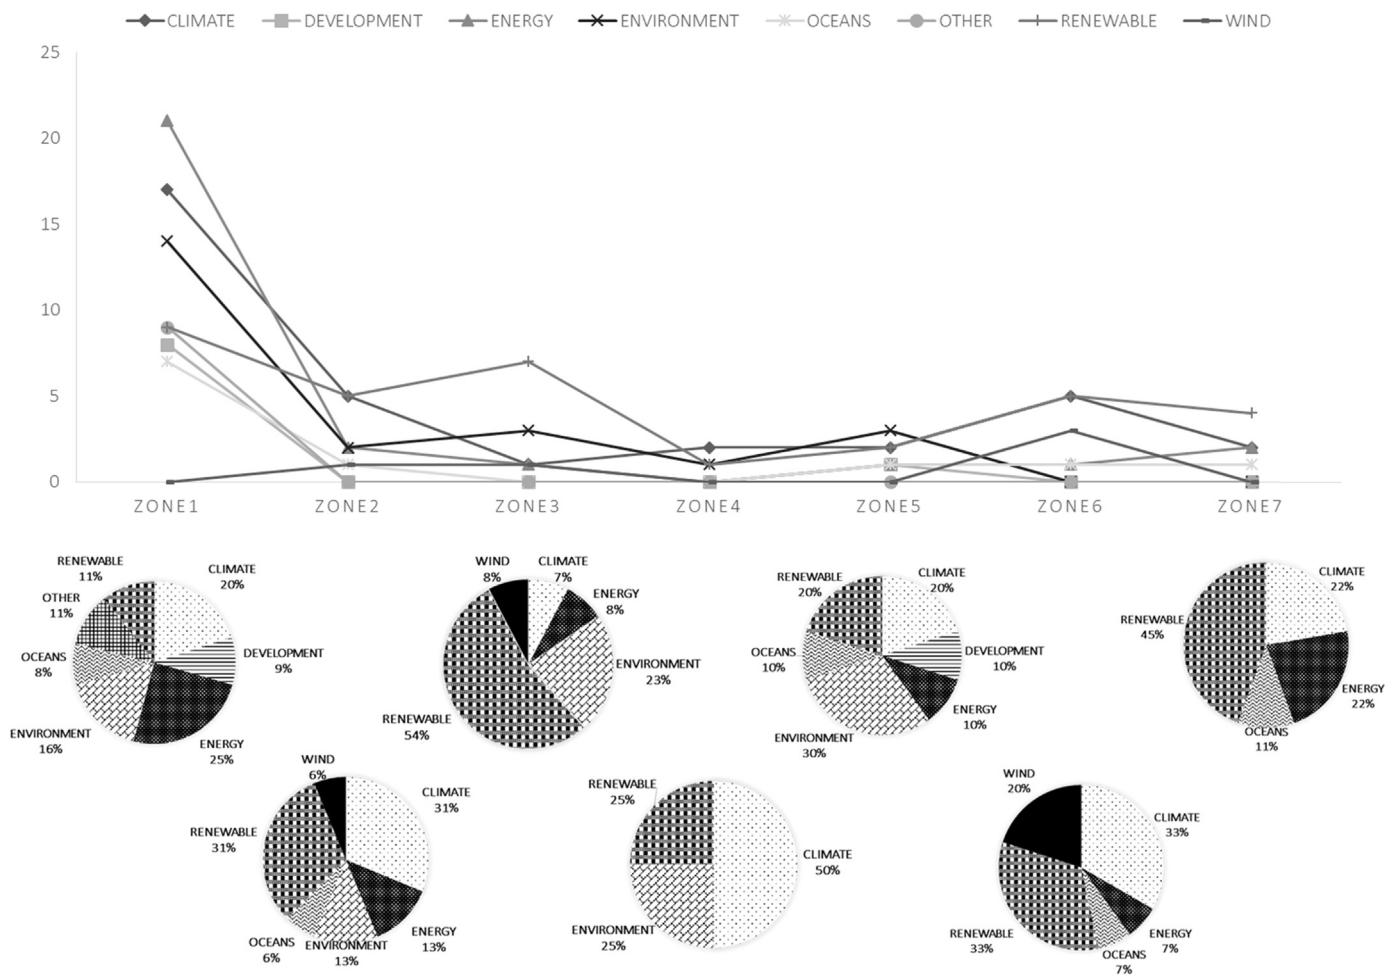 CLIMATE DEVELOPMENT ENERGY ENVIRONMENT OCEANS OTHER RENEWABLE WIND
25
20
15
10
5
0
ZONE1 ZONE2 ZONE3 ZONE4 ZONE5 ZONE6 ZONE7
RENEWABLE
11%
CLIMATE
20%
OTHER
11%
DEVELOPMENT
9%
OCEANS
8%
ENVIRONMENT
16%
ENERGY
25%
WIND
8%
CLIMATE
7%
ENERGY
8%
ENVIRONMENT
23%
RENEWABLE
54%
RENEWABLE
20%
CLIMATE
20%
OCEANS
10%
DEVELOPMENT
10%
ENERGY
10%
ENVIRONMENT
30%
CLIMATE
22%
RENEWABLE
45%
ENERGY
22%
OCEANS
11%
WIND
6%
CLIMATE
31%
RENEWABLE
31%
OCEANS
6%
ENVIRONMENT
13%
ENERGY
13%
RENEWABLE
25%
CLIMATE
50%
ENVIRONMENT
25%
WIND
20%
CLIMATE
33%
RENEWABLE
33%
OCEANS
7%
ENERGY
7%